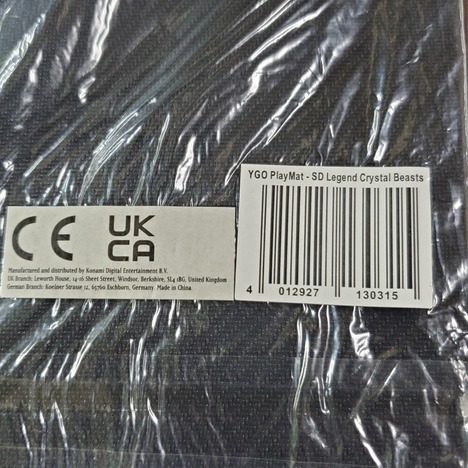 YGO PlayMat - SD Legend Crystal Beasts
4 012927 130315
CE UK
CA
Manufactured and distributed by Konami Digital Entertainment B.V.
UK Branch: Leworth House, 14-16 Sheet Street, Windsor, Berkshire, SL4 1BG, United Kingdom
German Branch: Koelner Strasse 12, 65760 Eschborn, Germany. Made in China.